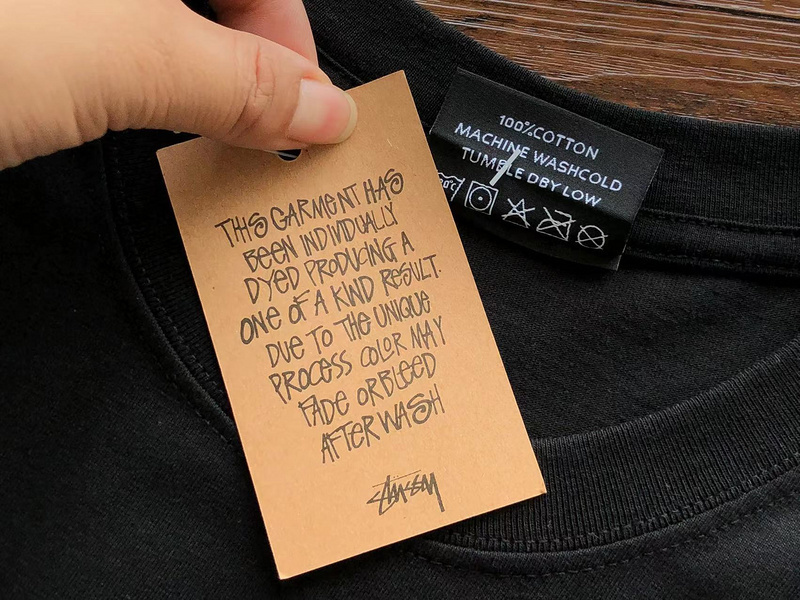 THIS GARMENT HAS
BEEN INDIVIDUALLY
DYED PRODUCING A
ONE OF A KIND RESULT.
DUE TO THE UNIQUE
PROCESS COLOR MAY
FADE OR BLEED
AFTER WASH
STÜSSY
100%COTTON
MACHINE WASHCOLD
TUMBLE DBY LOW